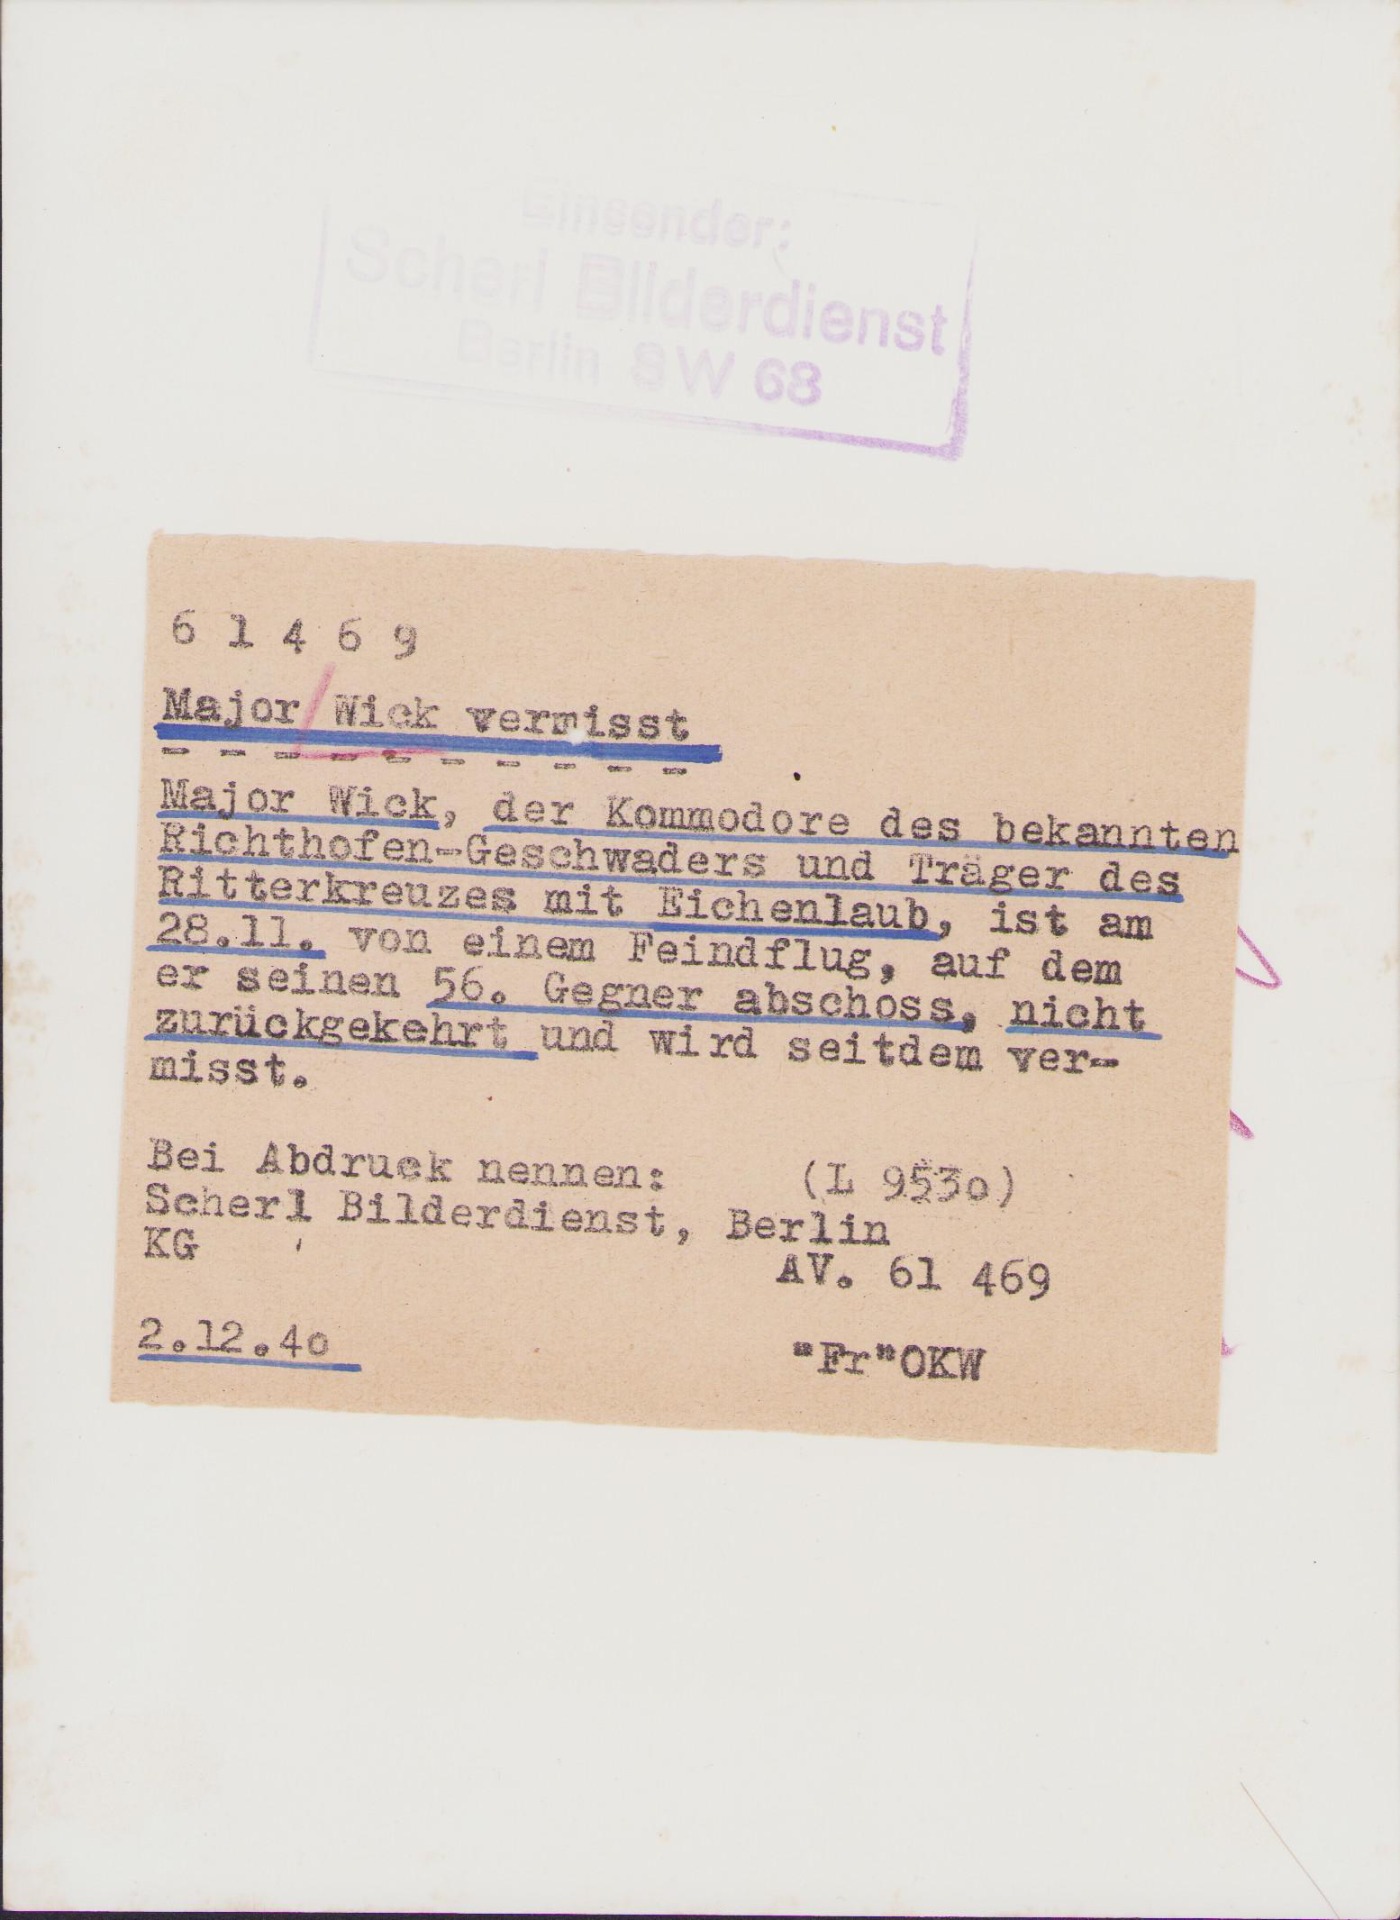 Einsender:
Scherl Bilderdienst
Berlin SW 68
6 1 4 6 9
Major Wick vermisst
- - - - - - - - - -
Major Wick, der Kommodore des bekannten
Richthofen-Geschwaders und Träger des
Ritterkreuzes mit Eichenlaub, ist am
28.11. von einem Feindflug, auf dem
er seinen 56. Gegner abschoss, nicht
zurückgekehrt und wird seitdem ver-
misst.
Bei Abdruck nennen: (L 953o)
Scherl Bilderdienst, Berlin
KG
AV. 61 469
2.12.4o
"Fr"OKW